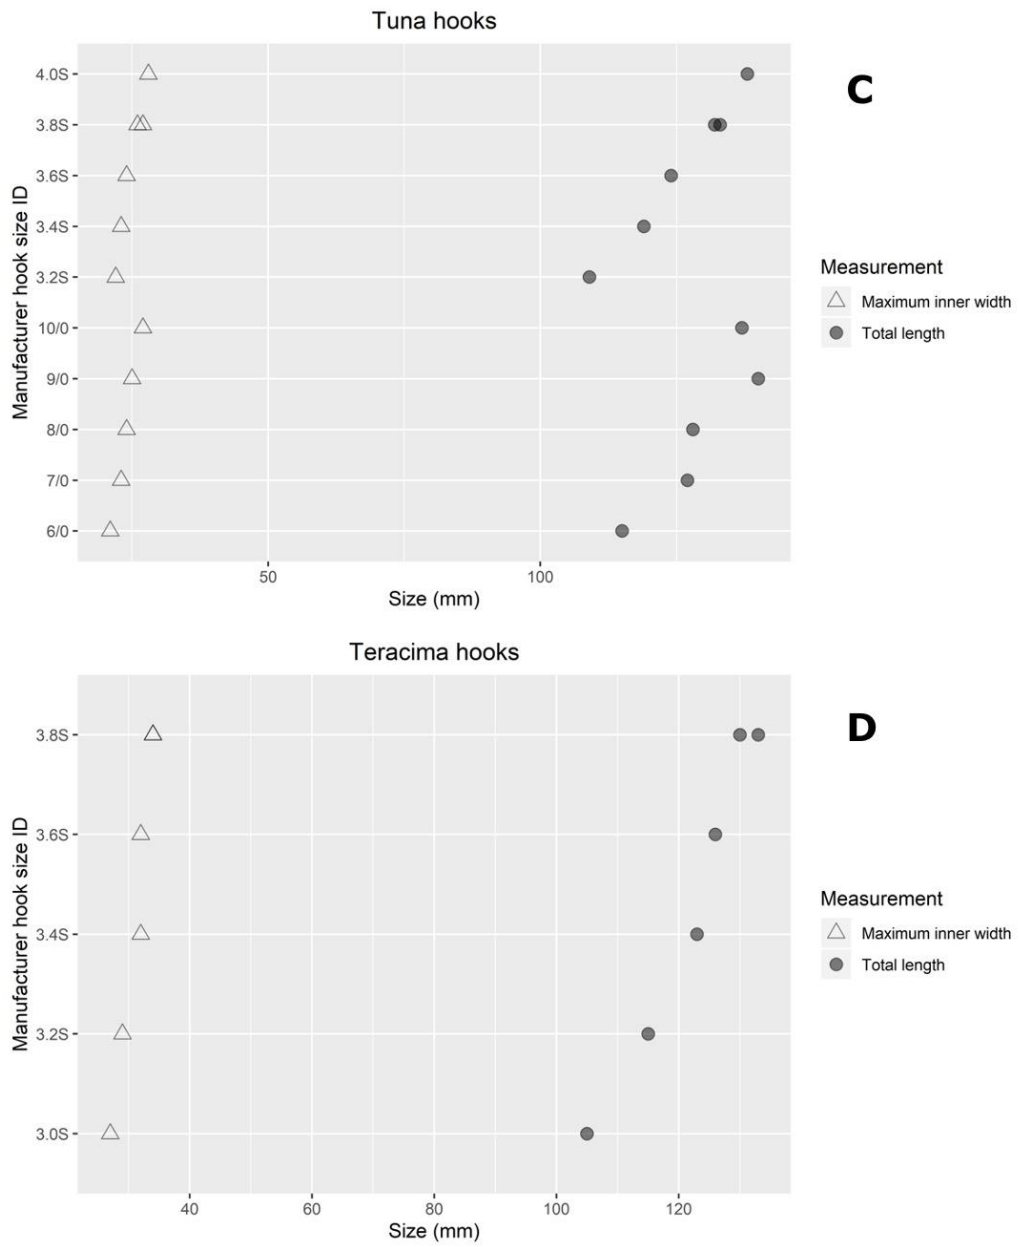 Tuna hooks
C
Manufacturer hook size ID
4.0S
3.8S
3.6S
3.4S
3.2S
10/0
9/0
8/0
7/0
6/0
50
100
Size (mm)
Measurement
Maximum inner width
Total length
Teracima hooks
D
Manufacturer hook size ID
3.8S
3.6S
3.4S
3.2S
3.0S
40
60
80
100
120
Size (mm)
Measurement
Maximum inner width
Total length